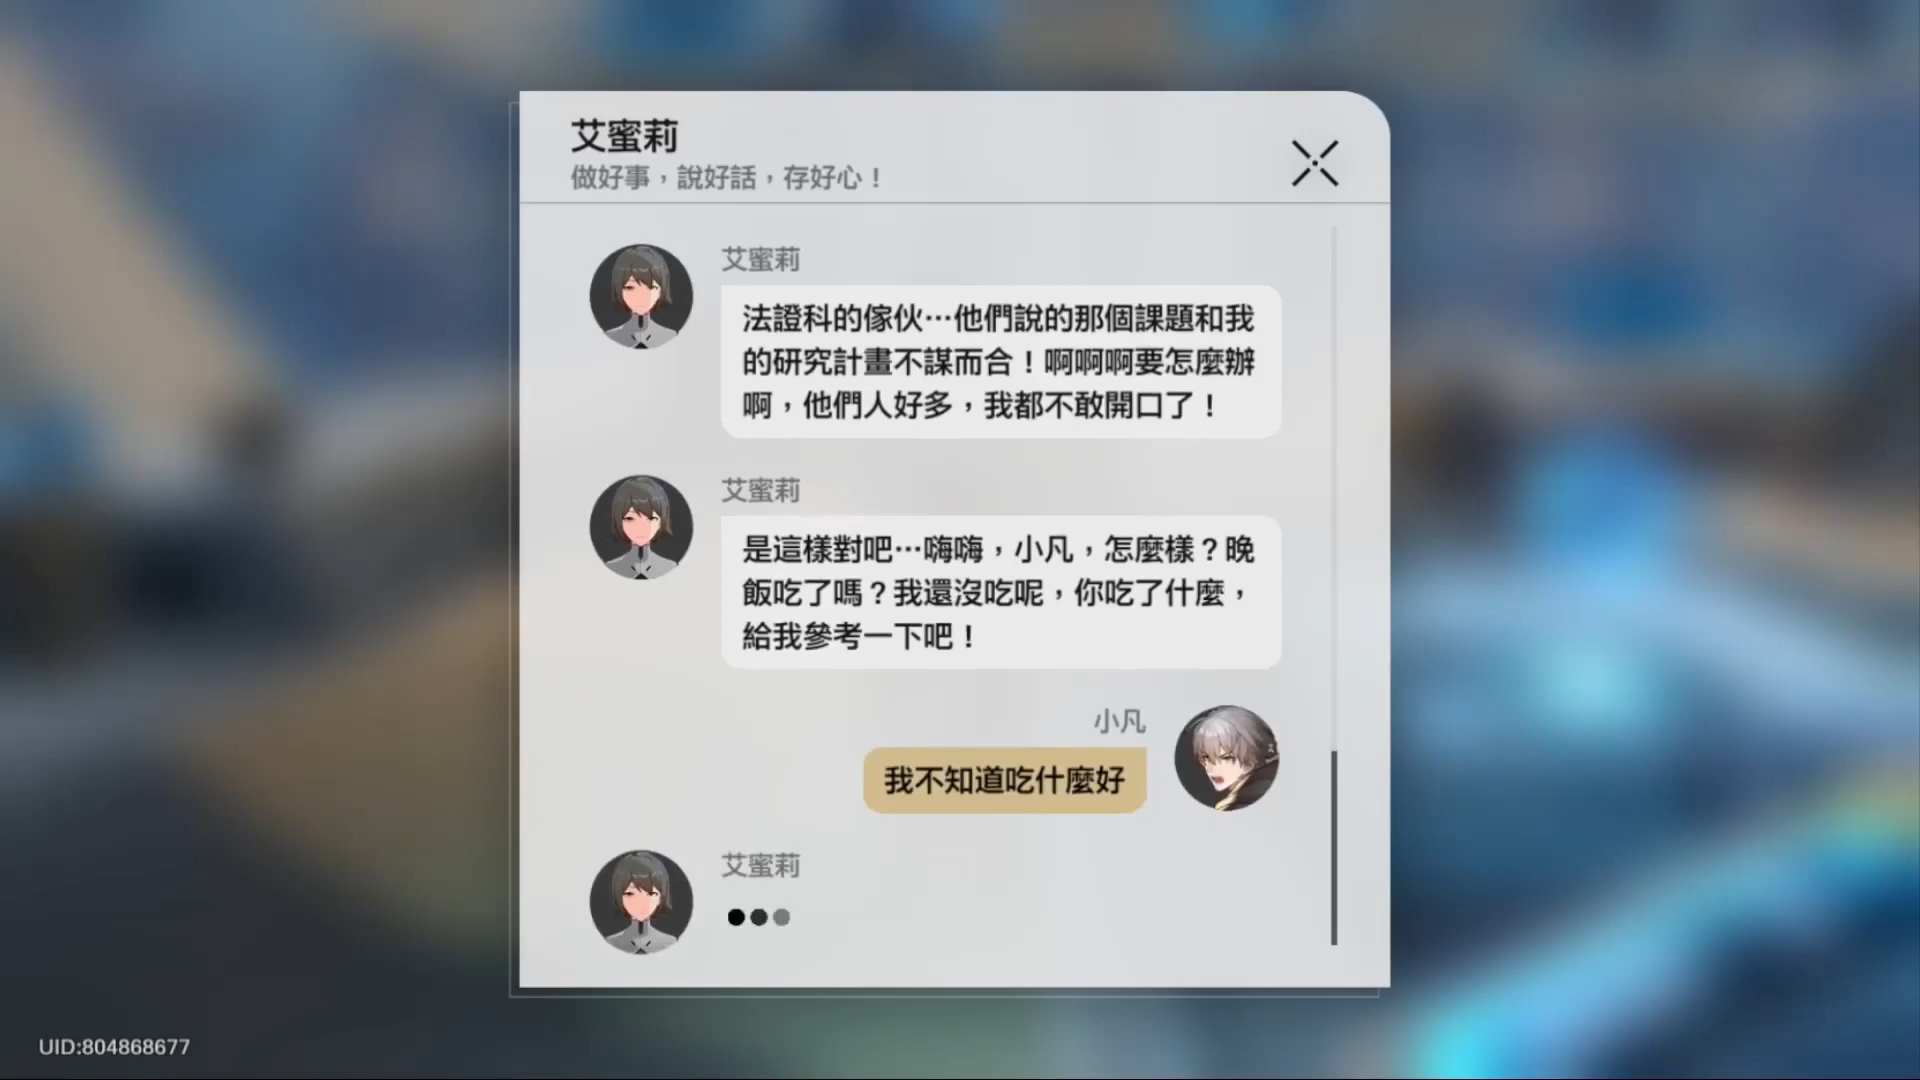 艾蜜莉
做好事，說好話，存好心！
艾蜜莉
法證科的傢伙…他們說的那個課題和我
的研究計畫不謀而合！啊啊啊要怎麼辦
啊，他們人好多，我都不敢開口了！
艾蜜莉
是這樣對吧…嗨嗨，小凡，怎麼樣？晚
飯吃了嗎？我還沒吃呢，你吃了什麼，
給我參考一下吧！
小凡
我不知道吃什麼好
艾蜜莉
UID:804868677